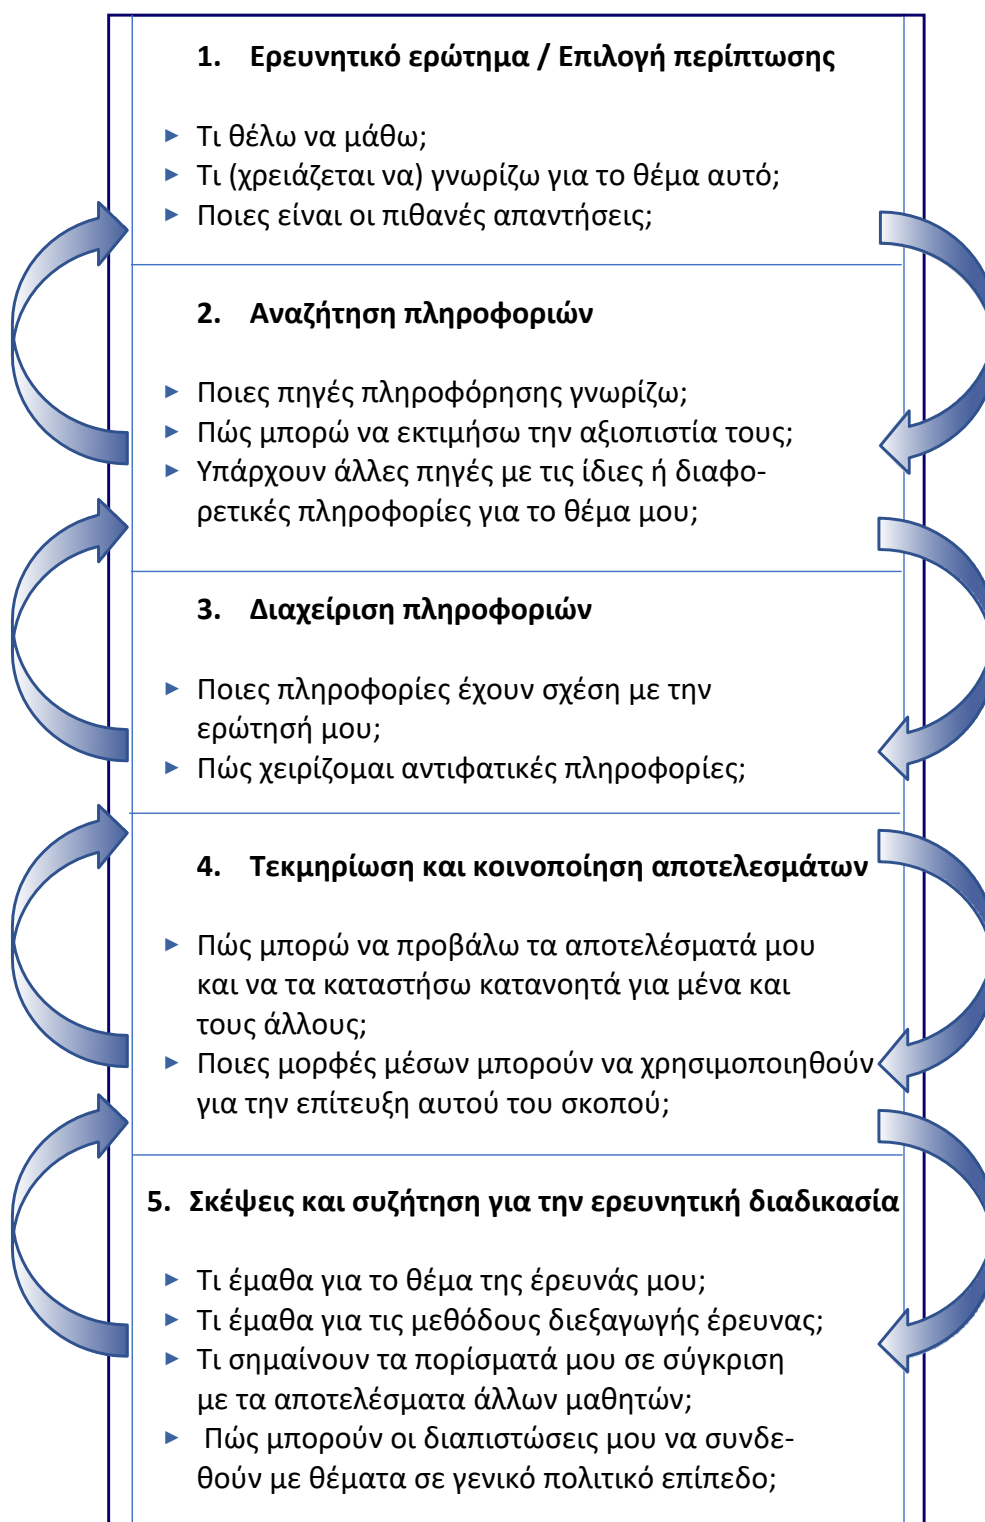 1. Ερευνητικό ερώτημα / Επιλογή περίπτωσης
► Τι θέλω να μάθω;
► Τι (χρειάζεται να) γνωρίζω για το θέμα αυτό;
► Ποιες είναι οι πιθανές απαντήσεις;
2. Αναζήτηση πληροφοριών
► Ποιες πηγές πληροφόρησης γνωρίζω;
► Πώς μπορώ να εκτιμήσω την αξιοπιστία τους;
► Υπάρχουν άλλες πηγές με τις ίδιες ή διαφο-
ρετικές πληροφορίες για το θέμα μου;
3. Διαχείριση πληροφοριών
► Ποιες πληροφορίες έχουν σχέση με την
ερώτησή μου;
► Πώς χειρίζομαι αντιφατικές πληροφορίες;
4. Τεκμηρίωση και κοινοποίηση αποτελεσμάτων
► Πώς μπορώ να προβάλω τα αποτελέσματά μου
και να τα καταστήσω κατανοητά για μένα και
τους άλλους;
► Ποιες μορφές μέσων μπορούν να χρησιμοποιηθούν
για την επίτευξη αυτού του σκοπού;
5. Σκέψεις και συζήτηση για την ερευνητική διαδικασία
► Τι έμαθα για το θέμα της έρευνάς μου;
► Τι έμαθα για τις μεθόδους διεξαγωγής έρευνας;
► Τι σημαίνουν τα πορίσματά μου σε σύγκριση
με τα αποτελέσματα άλλων μαθητών;
► Πώς μπορούν οι διαπιστώσεις μου να συνδε-
θούν με θέματα σε γενικό πολιτικό επίπεδο;